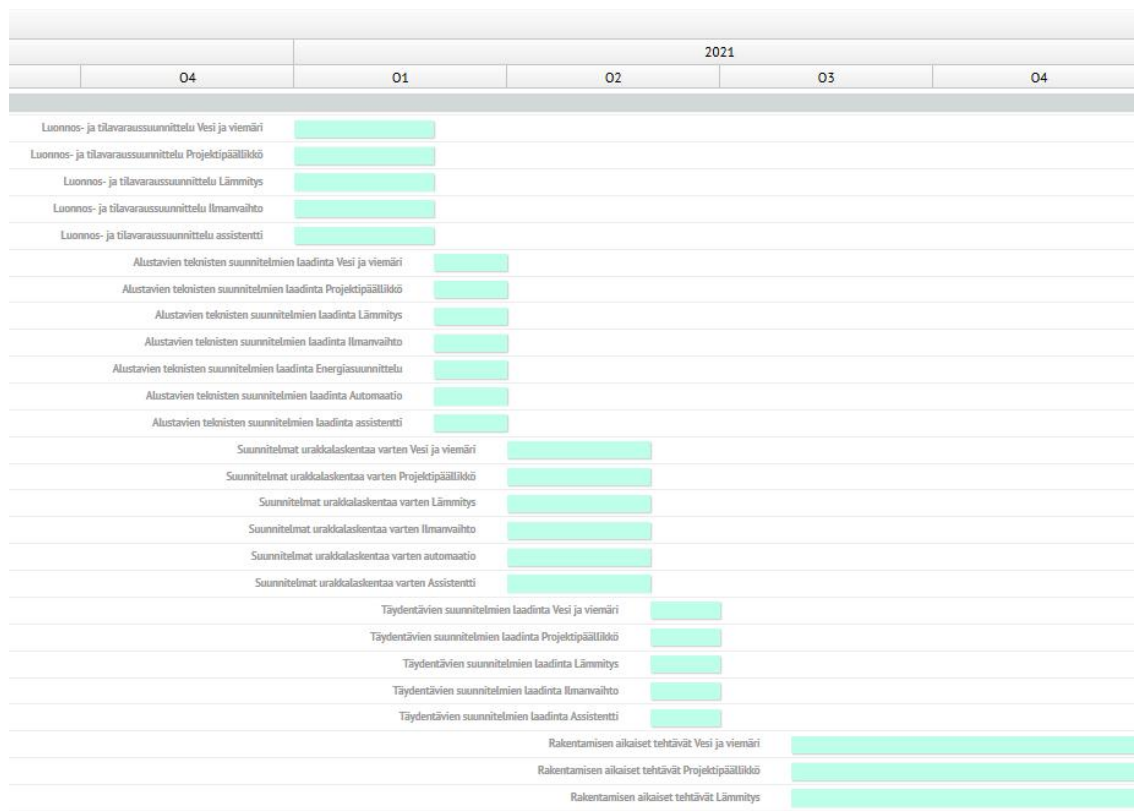 2021
O4 O1 O2 O3 O4
Luonnos- ja tilavaraussuunnittelu Vesi ja viemäri
Luonnos- ja tilavaraussuunnittelu Projektipäällikkö
Luonnos- ja tilavaraussuunnittelu Lämmitys
Luonnos- ja tilavaraussuunnittelu Ilmanvaihto
Luonnos- ja tilavaraussuunnittelu assistentti
Alustavien teknisten suunnitelmien laadinta Vesi ja viemäri
Alustavien teknisten suunnitelmien laadinta Projektipäällikkö
Alustavien teknisten suunnitelmien laadinta Lämmitys
Alustavien teknisten suunnitelmien laadinta Ilmanvaihto
Alustavien teknisten suunnitelmien laadinta Energiasuunnittelu
Alustavien teknisten suunnitelmien laadinta Automaatio
Alustavien teknisten suunnitelmien laadinta assistentti
Suunnitelmat urakkalaskentaa varten Vesi ja viemäri
Suunnitelmat urakkalaskentaa varten Projektipäällikkö
Suunnitelmat urakkalaskentaa varten Lämmitys
Suunnitelmat urakkalaskentaa varten Ilmanvaihto
Suunnitelmat urakkalaskentaa varten automaatio
Suunnitelmat urakkalaskentaa varten Assistentti
Täydentävien suunnitelmien laadinta Vesi ja viemäri
Täydentävien suunnitelmien laadinta Projektipäällikkö
Täydentävien suunnitelmien laadinta Lämmitys
Täydentävien suunnitelmien laadinta Ilmanvaihto
Täydentävien suunnitelmien laadinta Assistentti
Rakentamisen aikaiset tehtävät Vesi ja viemäri
Rakentamisen aikaiset tehtävät Projektipäällikkö
Rakentamisen aikaiset tehtävät Lämmitys